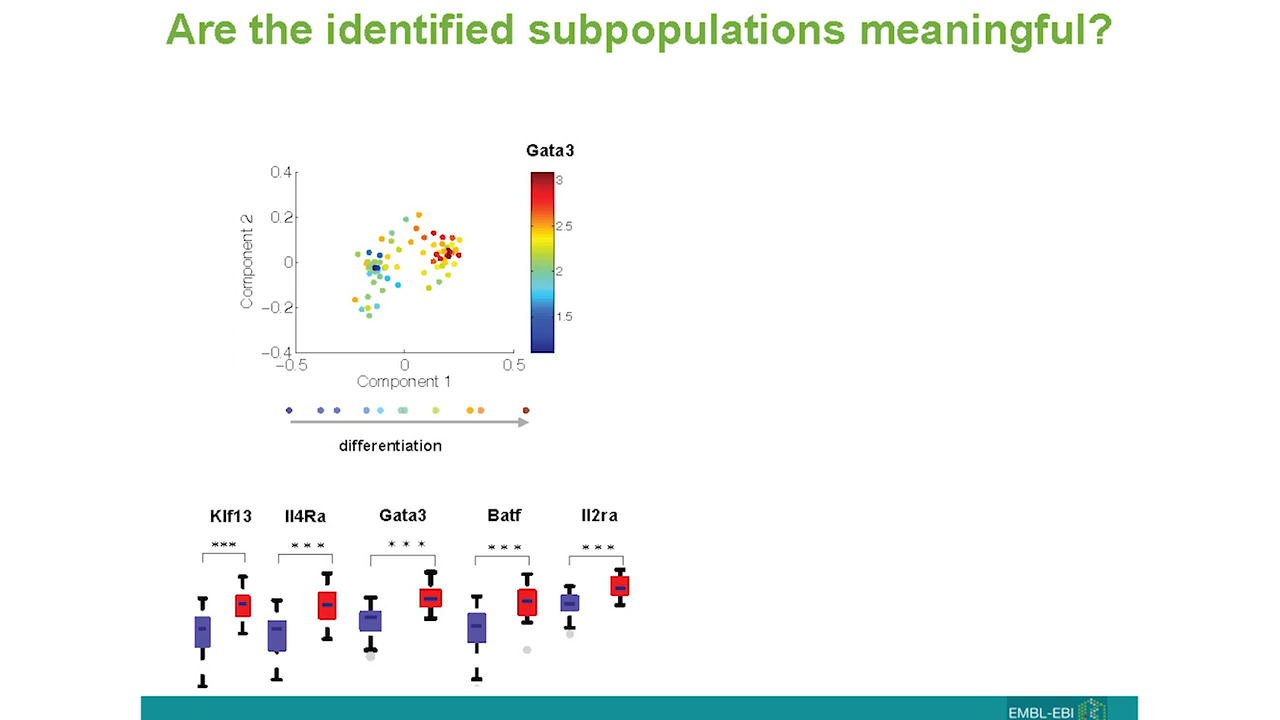 Are the identified subpopulations meaningful?
Gata3
0.4
0.2
0
−0.2
−0.4
Component 2
−0.5
0
0.5
Component 1
3
2.5
2
1.5
differentiation
Klf13
Il4Ra
Gata3
Batf
Il2ra
***
* * *
* * *
* * *
* * *
EMBL-EBI